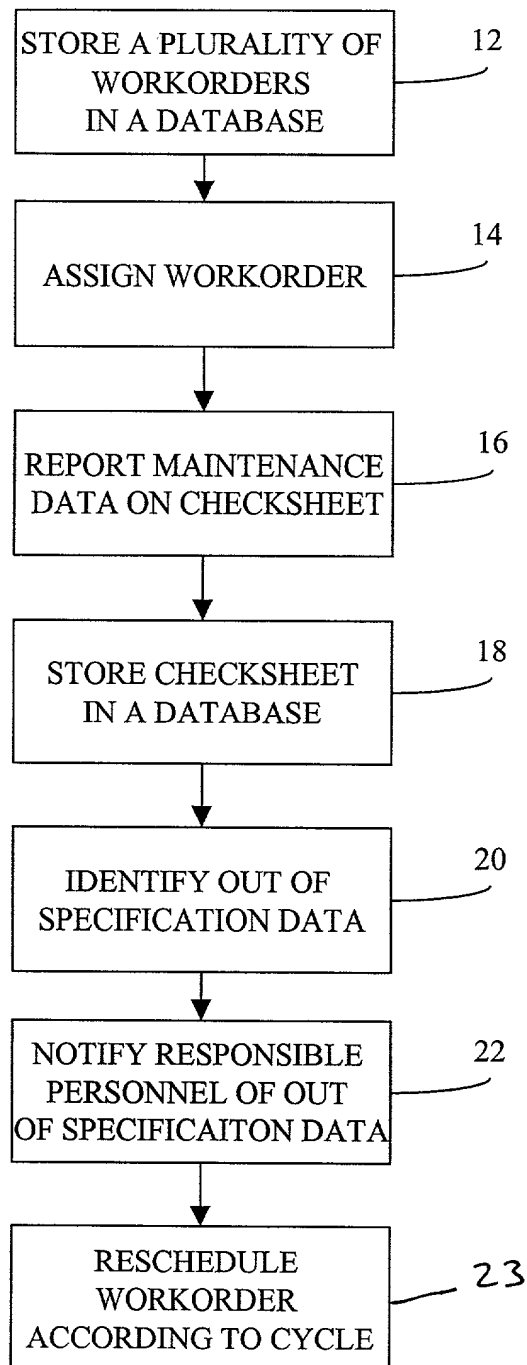 STORE A PLURALITY OF
WORKORDERS
IN A DATABASE
12
ASSIGN WORKORDER
14
REPORT MAINTENANCE
DATA ON CHECKSHEET
16
STORE CHECKSHEET
IN A DATABASE
18
IDENTIFY OUT OF
SPECIFICATION DATA
20
NOTIFY RESPONSIBLE
PERSONNEL OF OUT
OF SPECIFICAITON DATA
22
RESCHEDULE
WORKORDER
ACCORDING TO CYCLE
23